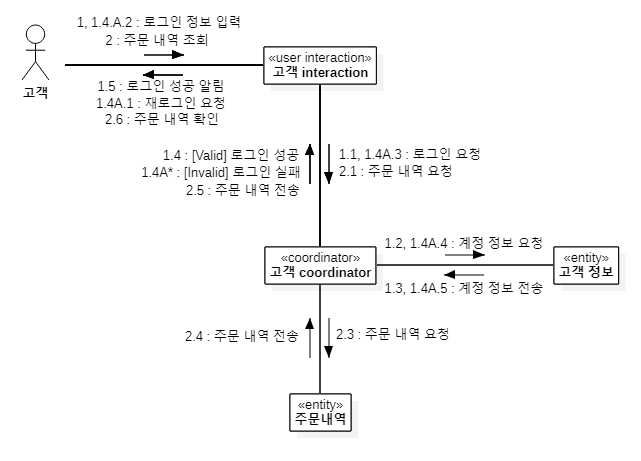 1, 1.4.A.2 : 로그인 정보 입력
2 : 주문 내역 조회
고객
1.5 : 로그인 성공 알림
1.4A.1 : 재로그인 요청
2.6 : 주문 내역 확인
«user interaction»
고객 interaction
1.4 : [Valid] 로그인 성공
1.4A* : [Invalid] 로그인 실패
2.5 : 주문 내역 전송
1.1, 1.4A.3 : 로그인 요청
2.1 : 주문 내역 요청
«coordinator»
고객 coordinator
1.2, 1.4A.4 : 계정 정보 요청
1.3, 1.4A.5 : 계정 정보 전송
«entity»
고객 정보
2.4 : 주문 내역 전송
2.3 : 주문 내역 요청
«entity»
주문내역